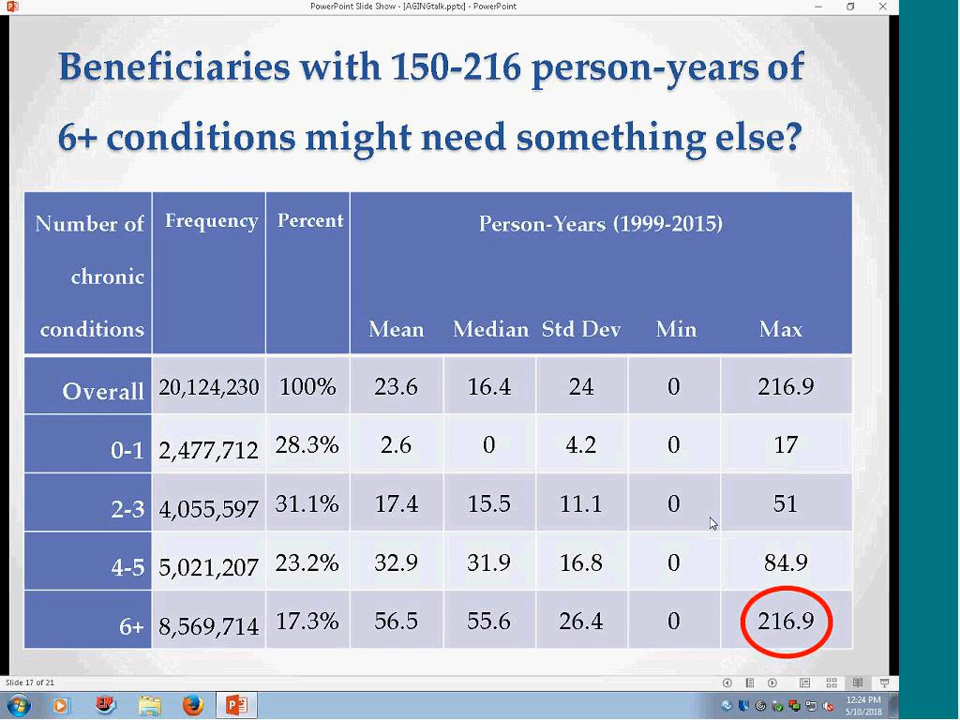 PowerPoint Slide Show - [AGINGtalk.pptx] - PowerPoint
Beneficiaries with 150-216 person-years of
6+ conditions might need something else?
Number of chronic conditions Frequency Percent Person-Years (1999-2015)
Mean Median Std Dev Min Max
Overall 20,124,230 100% 23.6 16.4 24 0 216.9
0-1 2,477,712 28.3% 2.6 0 4.2 0 17
2-3 4,055,597 31.1% 17.4 15.5 11.1 0 51
4-5 5,021,207 23.2% 32.9 31.9 16.8 0 84.9
6+ 8,569,714 17.3% 56.5 55.6 26.4 0 216.9
Slide 17 of 21
12:24 PM
5/10/2018